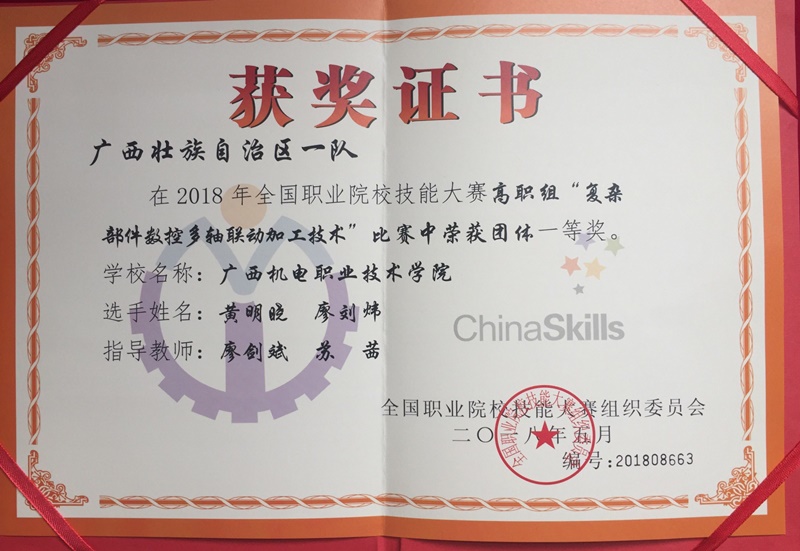 获奖证书
广西壮族自治区一队
在2018年全国职业院校技能大赛高职组“复杂
部件数控多轴联动加工技术”比赛中荣获团体一等奖。
学校名称：广西机电职业技术学院
选手姓名：黄明晓 廖刘炜
指导教师：廖剑斌 苏茜
ChinaSkills
全国职业院校技能大赛组织委员会
二〇一八年五月
编号:201808663